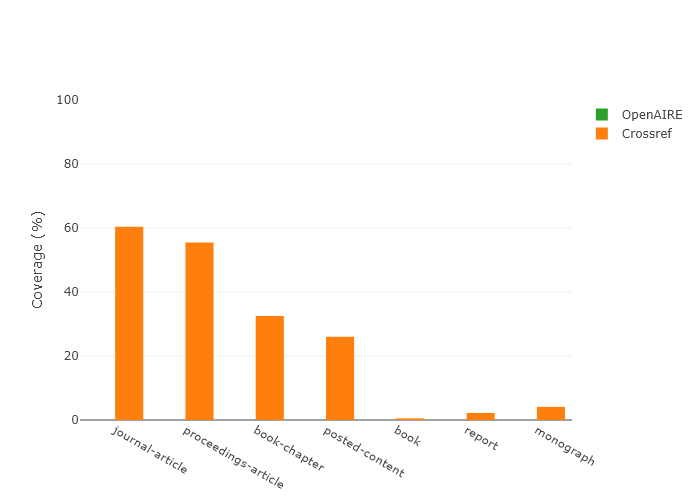 100
80
60
40
20
0
Coverage (%)
journal-article
proceedings-article
book-chapter
posted-content
book
report
monograph
OpenAIRE
Crossref